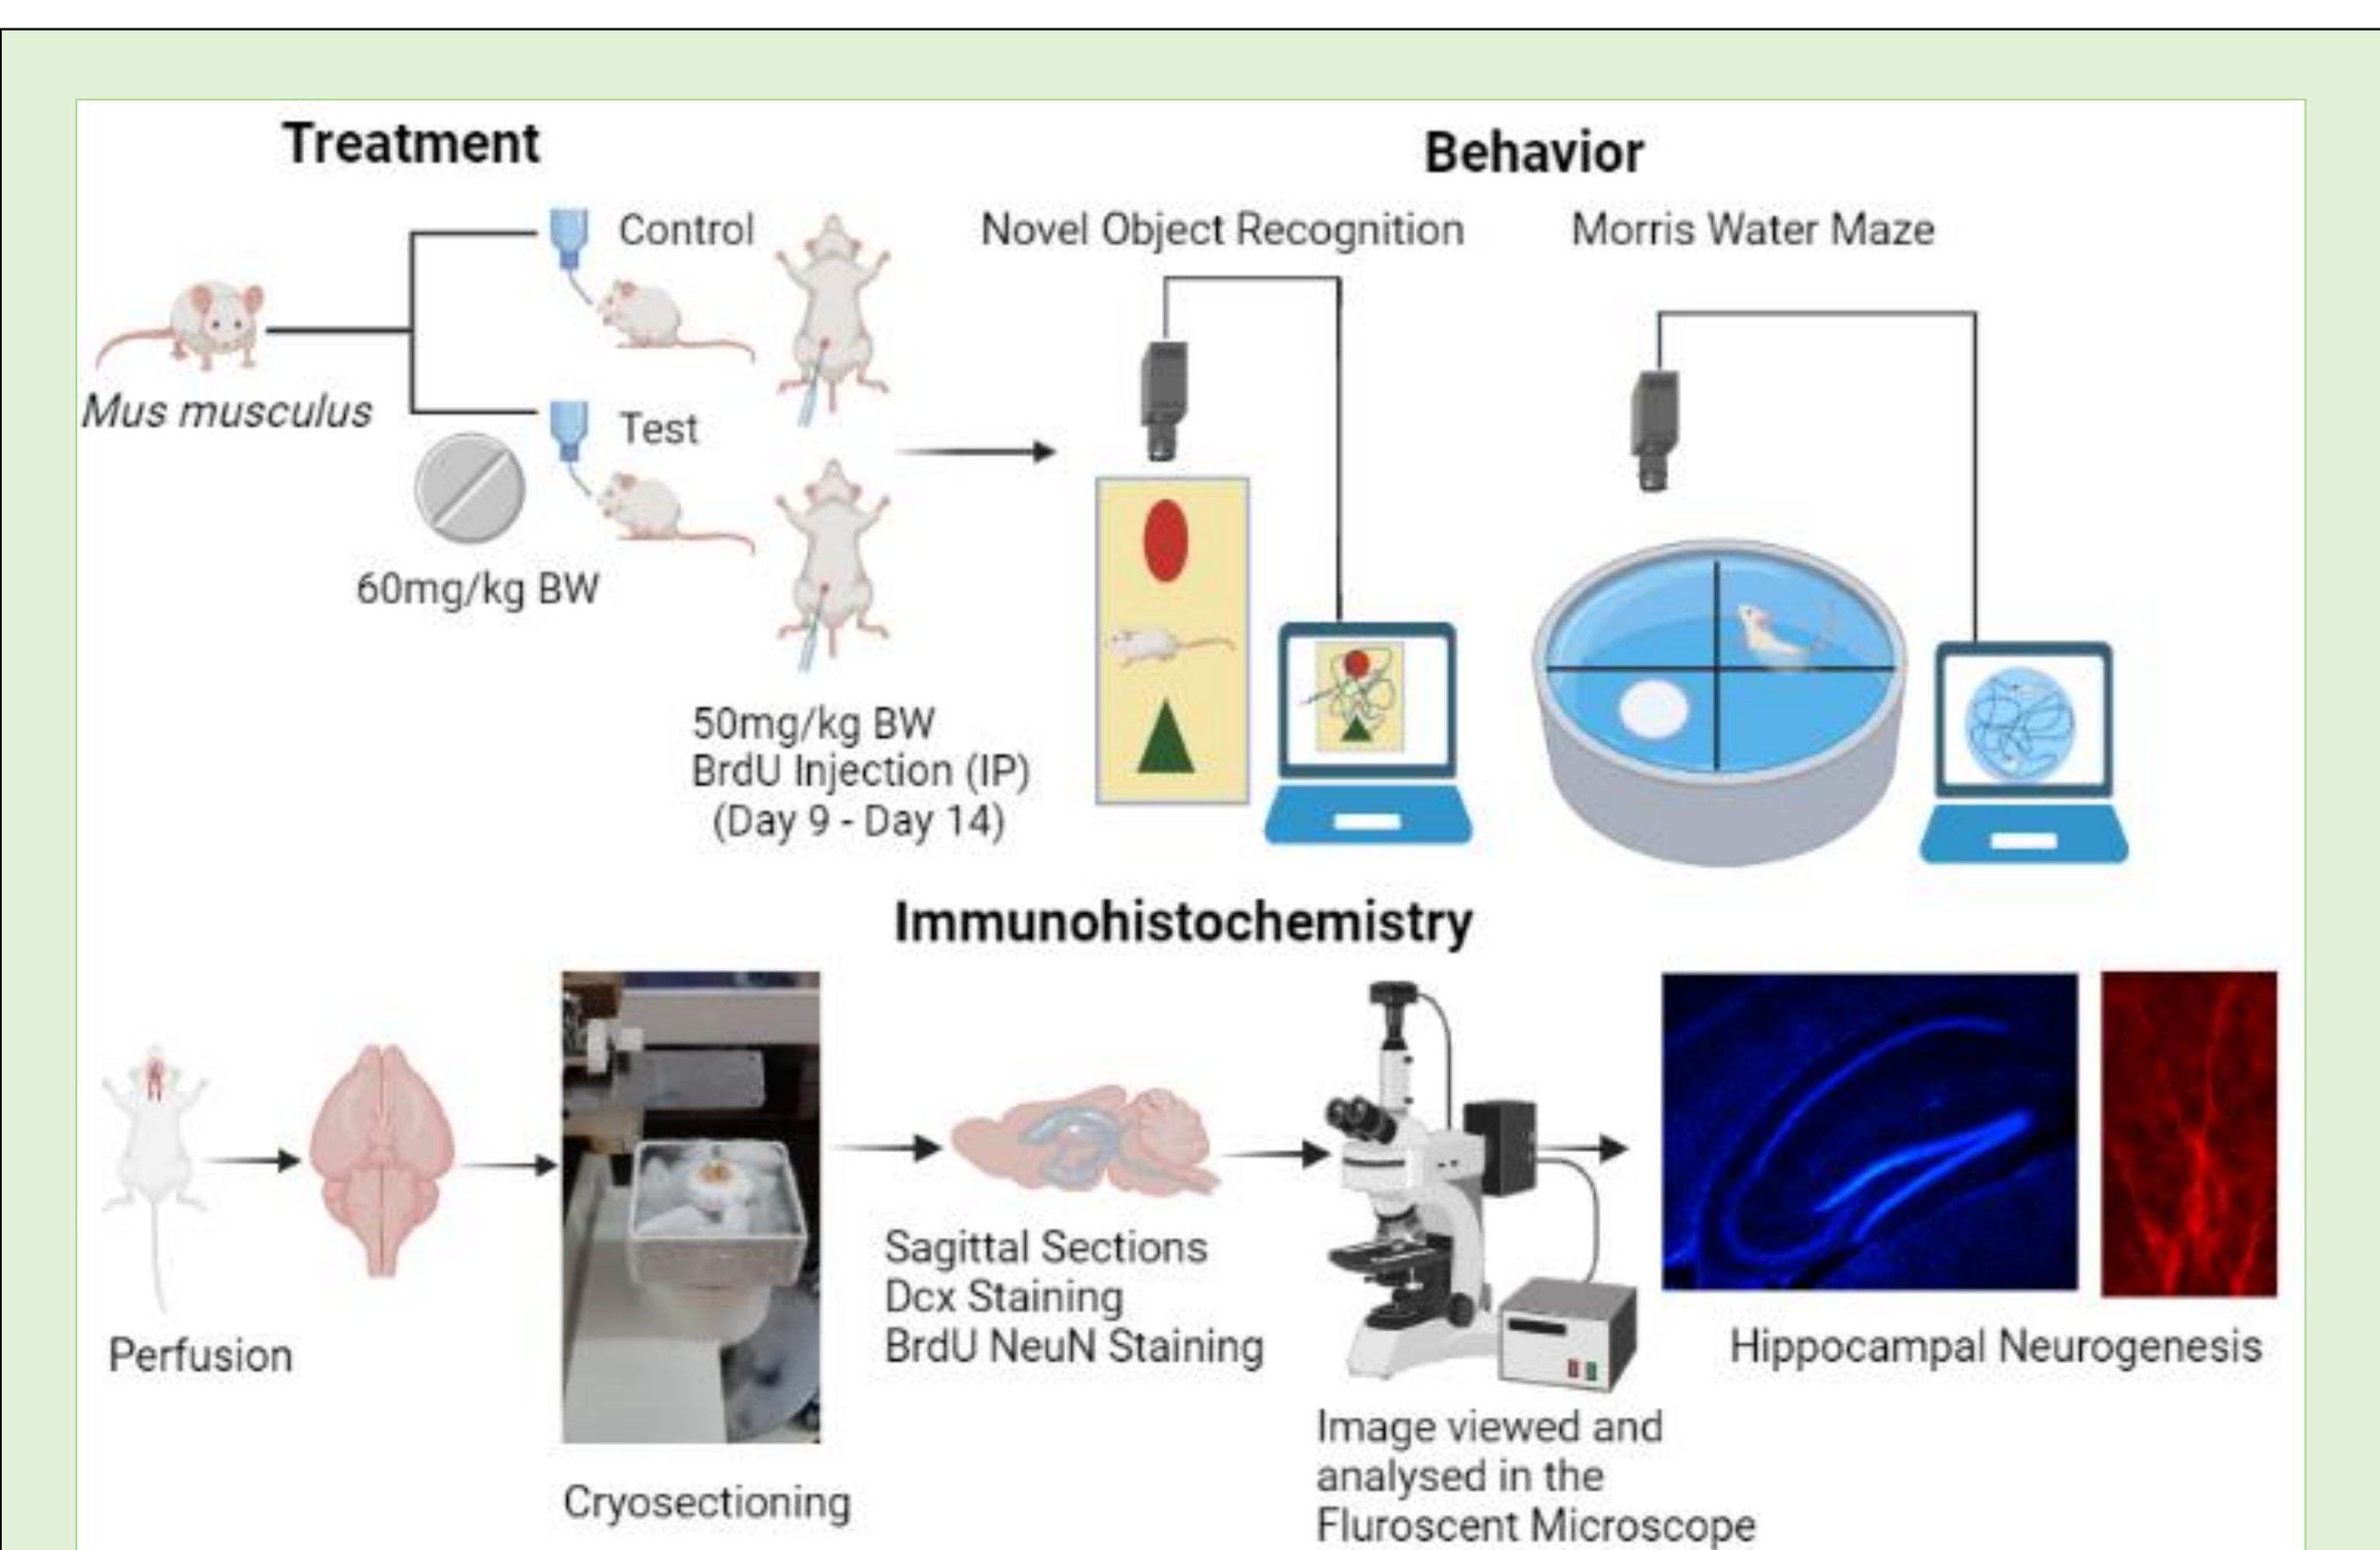 Treatment
Control
Mus musculus
Test
60mg/kg BW
50mg/kg BW
BrdU Injection (IP)
(Day 9 - Day 14)
Behavior
Novel Object Recognition
Morris Water Maze
Immunohistochemistry
Perfusion
Cryosectioning
Sagittal Sections
Dcx Staining
BrdU NeuN Staining
Image viewed and
analysed in the
Fluroscent Microscope
Hippocampal Neurogenesis